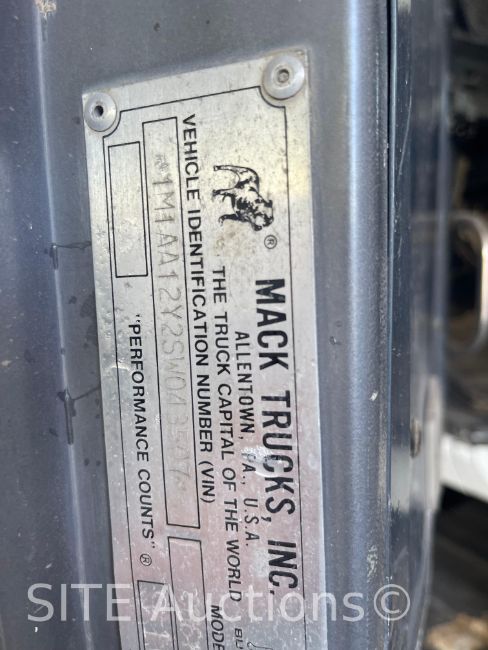 ®
MACK TRUCKS, INC.
ALLENTOWN, PA., U.S.A.
THE TRUCK CAPITAL OF THE WORLD
VEHICLE IDENTIFICATION NUMBER (VIN)
"PERFORMANCE COUNTS" ®
SITE Auctions©